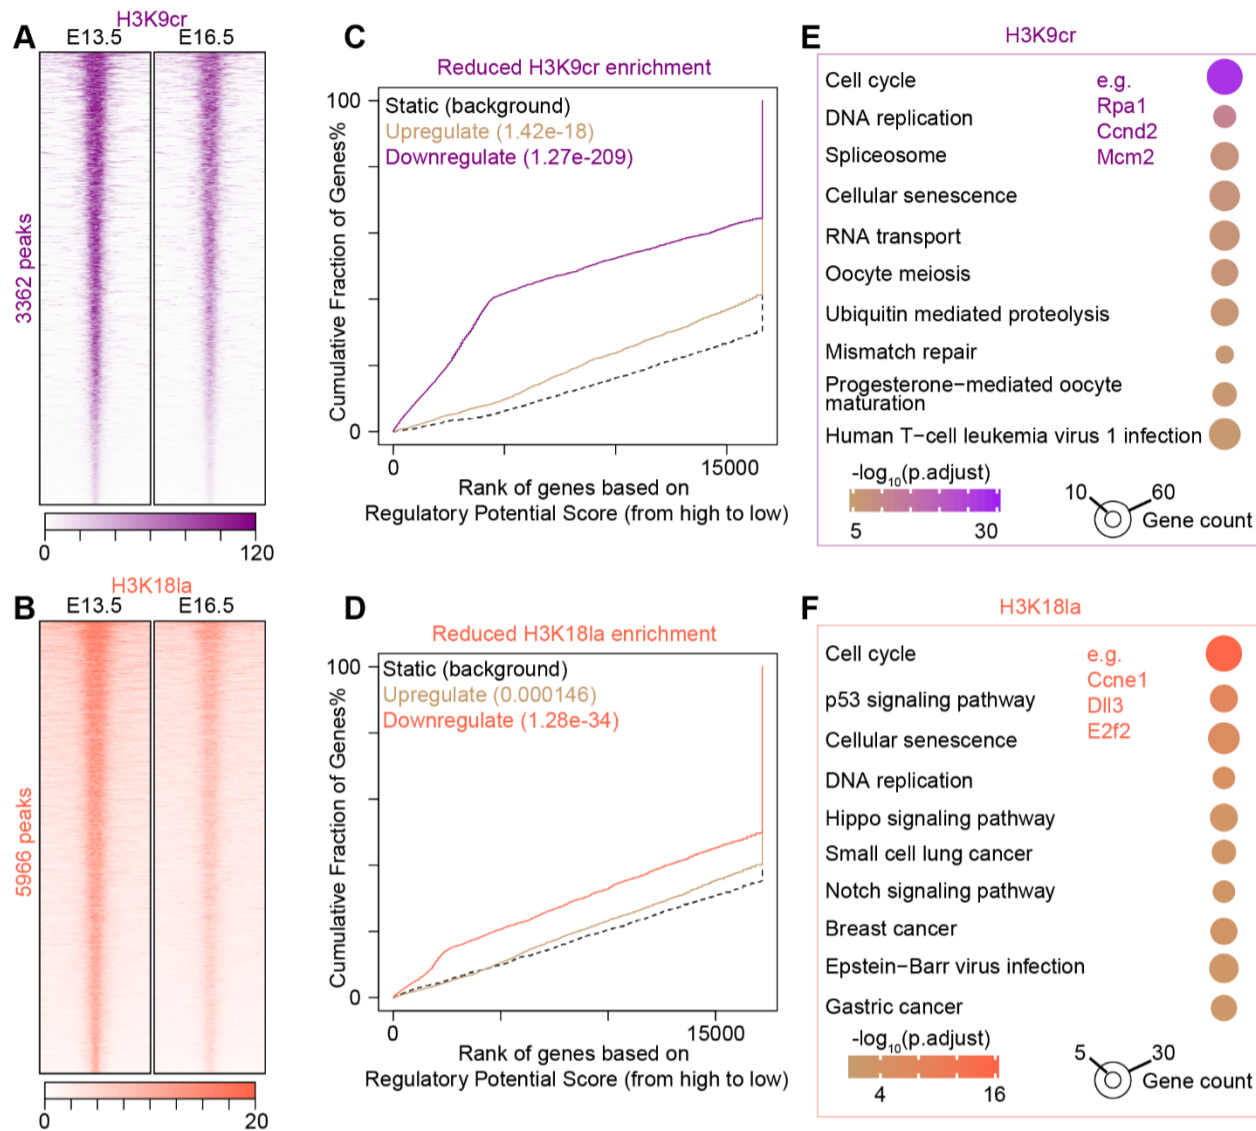 A
H3K9cr
E13.5 E16.5
3362 peaks
0 120
B
H3K18la
E13.5 E16.5
5966 peaks
0 20
C
Reduced H3K9cr enrichment
Static (background)
Upregulate (1.42e-18)
Downregulate (1.27e-209)
Cumulative Fraction of Genes%
100
0
0 15000
Rank of genes based on
Regulatory Potential Score (from high to low)
D
Reduced H3K18la enrichment
Static (background)
Upregulate (0.000146)
Downregulate (1.28e-34)
Cumulative Fraction of Genes%
100
0
0 15000
Rank of genes based on
Regulatory Potential Score (from high to low)
E
H3K9cr
Cell cycle
DNA replication
Spliceosome
Cellular senescence
RNA transport
Oocyte meiosis
Ubiquitin mediated proteolysis
Mismatch repair
Progesterone−mediated oocyte
maturation
Human T−cell leukemia virus 1 infection
e.g.
Rpa1
Ccnd2
Mcm2
-log10(p.adjust)
5 30
10 60
Gene count
F
H3K18la
Cell cycle
p53 signaling pathway
Cellular senescence
DNA replication
Hippo signaling pathway
Small cell lung cancer
Notch signaling pathway
Breast cancer
Epstein−Barr virus infection
Gastric cancer
e.g.
Ccne1
Dll3
E2f2
-log10(p.adjust)
4 16
5 30
Gene count